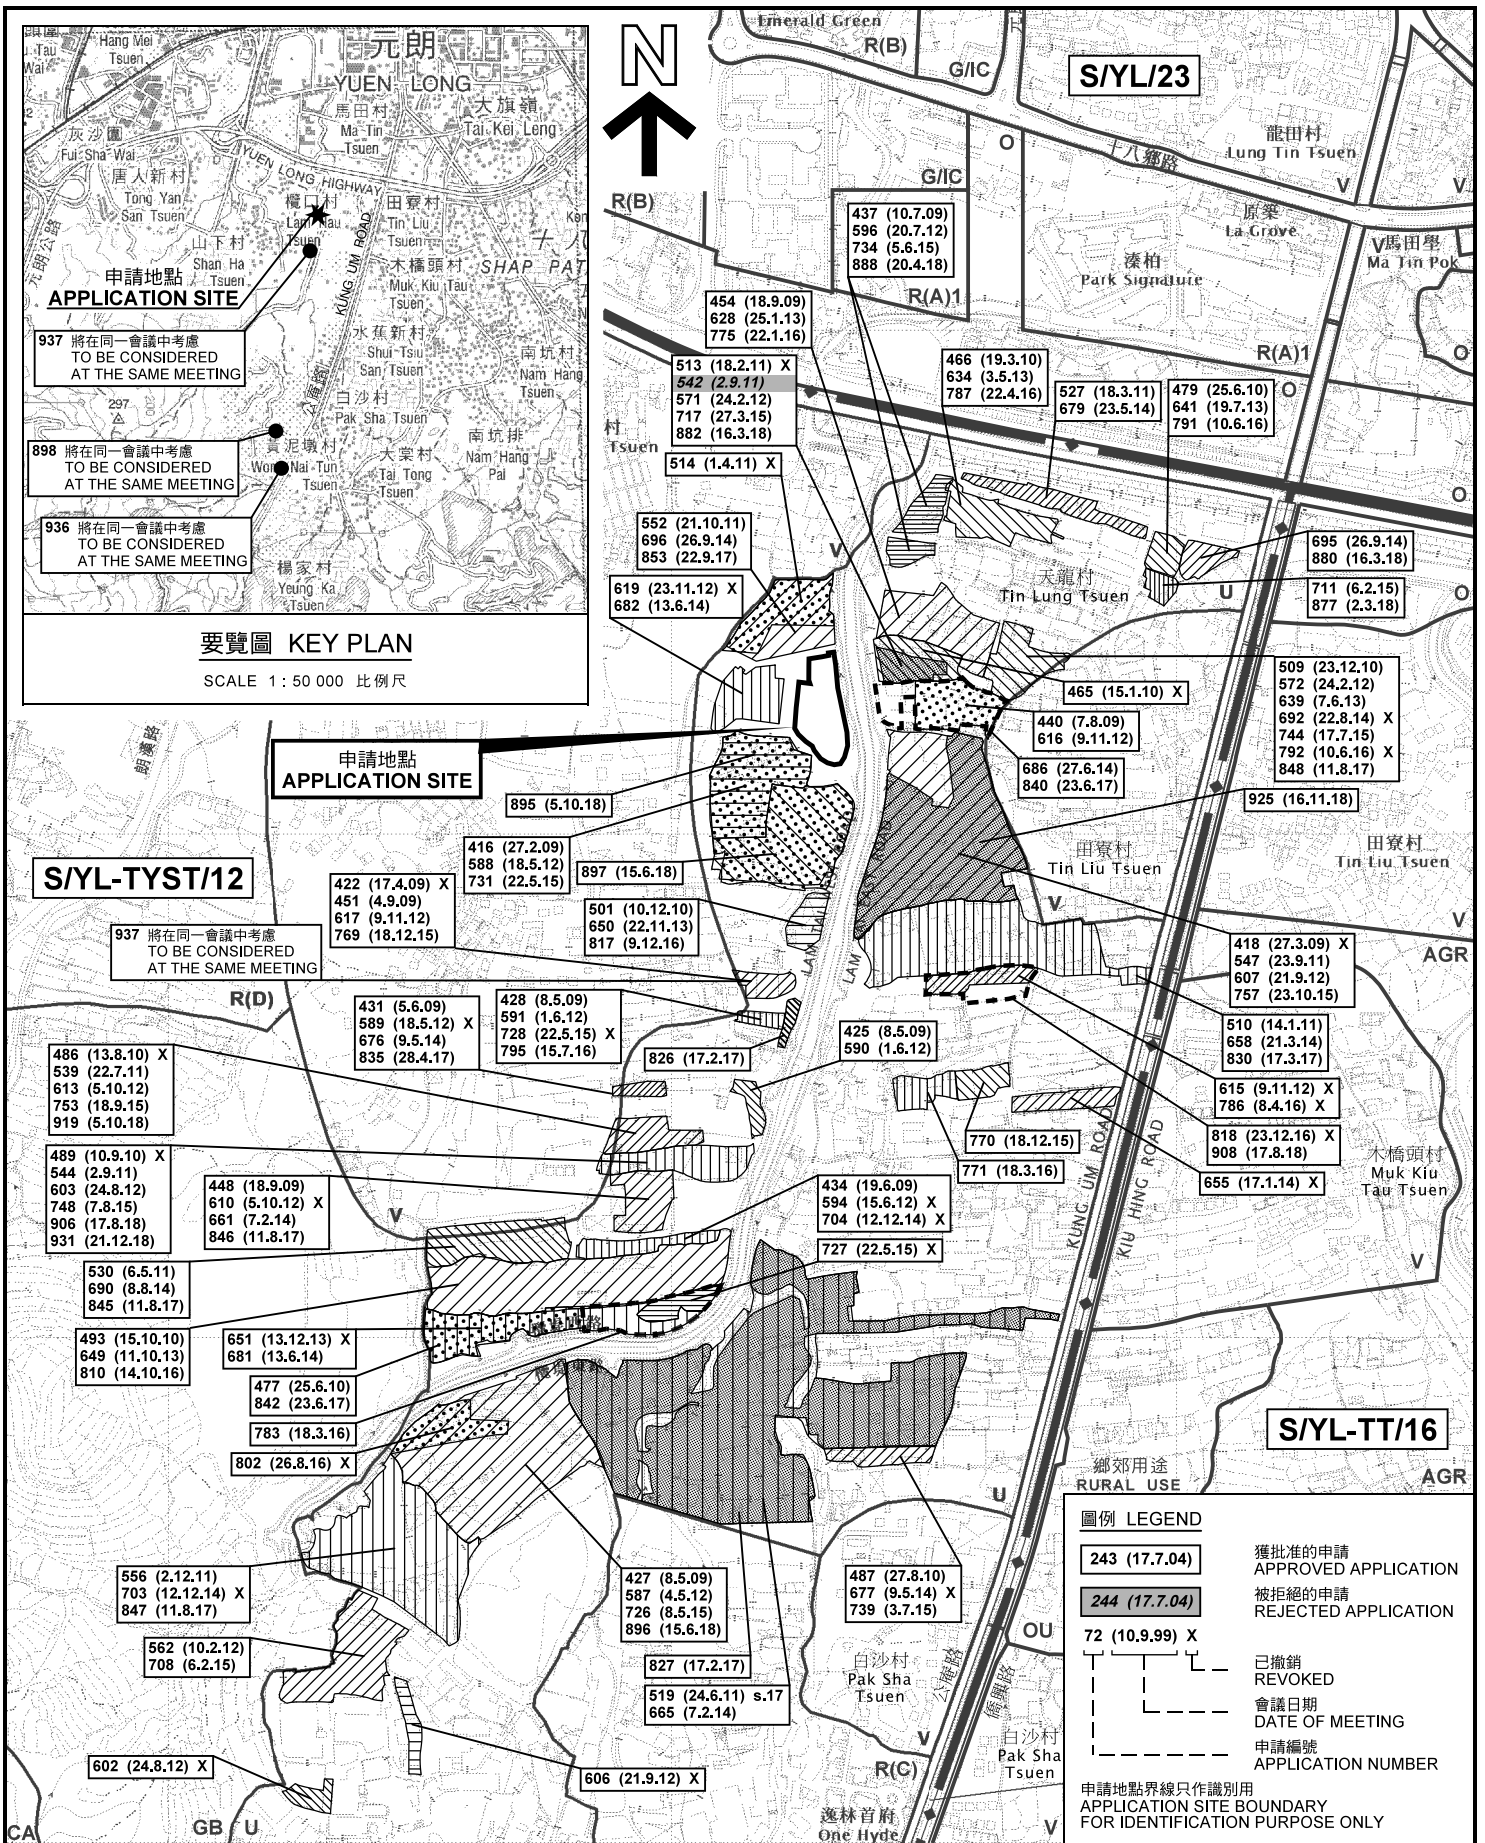 元朗
YUEN LONG
Hang Mei
Tsuen
Tau
Wai
灰沙圍
Fui Sha Wai
馬田村
Ma Tin
Tsuen
大旗嶺
Tai Kei Leng
YUEN LONG HIGHWAY
唐人新村
Tong Yan
San Tsuen
欖口村
Lam Hau
Tsuen
田寮村
Tin Liu
Tsuen
KUNG UM ROAD
山下村
Shan Ha
Tsuen
木橋頭村
Muk Kiu Tau
Tsuen
SHAP PAT
元朗公路
申請地點
APPLICATION SITE
水蕉新村
Shui Tsiu
San Tsuen
南坑村
Nam Hang
Tsuen
937 將在同一會議中考慮
TO BE CONSIDERED
AT THE SAME MEETING
297
公庵路
白沙村
Pak Sha Tsuen
黃泥墩村
Wong Nai Tun
Tsuen
大棠村
Tai Tong
Tsuen
南坑排
Nam Hang
Pai
898 將在同一會議中考慮
TO BE CONSIDERED
AT THE SAME MEETING
936 將在同一會議中考慮
TO BE CONSIDERED
AT THE SAME MEETING
楊家村
Yeung Ka
Tsuen
要覽圖 KEY PLAN
SCALE 1 : 50 000 比例尺
N
Emerald Green
R(B)
G/IC
S/YL/23
O
十八鄉路
龍田村
Lung Tin Tsuen
V
V
G/IC
R(B)
原築
La Grove
V
馬田壆
Ma Tin Pok
溱柏
Park Signature
R(A)1
R(A)1
O
O
O
O
437 (10.7.09)
596 (20.7.12)
734 (5.6.15)
888 (20.4.18)
454 (18.9.09)
628 (25.1.13)
775 (22.1.16)
513 (18.2.11) X
542 (2.9.11)
571 (24.2.12)
717 (27.3.15)
882 (16.3.18)
466 (19.3.10)
634 (3.5.13)
787 (22.4.16)
527 (18.3.11)
679 (23.5.14)
479 (25.6.10)
641 (19.7.13)
791 (10.6.16)
村
Tsuen
514 (1.4.11) X
552 (21.10.11)
696 (26.9.14)
853 (22.9.17)
V
695 (26.9.14)
880 (16.3.18)
619 (23.11.12) X
682 (13.6.14)
天龍村
Tin Lung Tsuen
U
711 (6.2.15)
877 (2.3.18)
465 (15.1.10) X
509 (23.12.10)
572 (24.2.12)
639 (7.6.13)
692 (22.8.14) X
744 (17.7.15)
792 (10.6.16) X
848 (11.8.17)
440 (7.8.09)
616 (9.11.12)
朗漢路
申請地點
APPLICATION SITE
686 (27.6.14)
840 (23.6.17)
895 (5.10.18)
925 (16.11.18)
416 (27.2.09)
588 (18.5.12)
731 (22.5.15)
897 (15.6.18)
田寮村
Tin Liu Tsuen
田寮村
Tin Liu Tsuen
S/YL-TYST/12
422 (17.4.09) X
451 (4.9.09)
617 (9.11.12)
769 (18.12.15)
501 (10.12.10)
650 (22.11.13)
817 (9.12.16)
V
V
AGR
418 (27.3.09) X
547 (23.9.11)
607 (21.9.12)
757 (23.10.15)
937 將在同一會議中考慮
TO BE CONSIDERED
AT THE SAME MEETING
LAM TAI
LAM
ROAD
R(D)
431 (5.6.09)
589 (18.5.12) X
676 (9.5.14)
835 (28.4.17)
428 (8.5.09)
591 (1.6.12)
728 (22.5.15) X
795 (15.7.16)
425 (8.5.09)
590 (1.6.12)
510 (14.1.11)
658 (21.3.14)
830 (17.3.17)
486 (13.8.10) X
539 (22.7.11)
613 (5.10.12)
753 (18.9.15)
919 (5.10.18)
826 (17.2.17)
615 (9.11.12) X
786 (8.4.16) X
770 (18.12.15)
818 (23.12.16) X
908 (17.8.18)
771 (18.3.16)
655 (17.1.14) X
木橋頭村
Muk Kiu
Tau Tsuen
489 (10.9.10) X
544 (2.9.11)
603 (24.8.12)
748 (7.8.15)
906 (17.8.18)
931 (21.12.18)
448 (18.9.09)
610 (5.10.12) X
661 (7.2.14)
846 (11.8.17)
434 (19.6.09)
594 (15.6.12) X
704 (12.12.14) X
V
727 (22.5.15) X
KUNG UM ROAD
KIU HING ROAD
V
530 (6.5.11)
690 (8.8.14)
845 (11.8.17)
493 (15.10.10)
649 (11.10.13)
810 (14.10.16)
651 (13.12.13) X
681 (13.6.14)
477 (25.6.10)
842 (23.6.17)
783 (18.3.16)
802 (26.8.16) X
S/YL-TT/16
鄉郊用途
RURAL USE
AGR
U
556 (2.12.11)
703 (12.12.14) X
847 (11.8.17)
427 (8.5.09)
587 (4.5.12)
726 (8.5.15)
896 (15.6.18)
487 (27.8.10)
677 (9.5.14) X
739 (3.7.15)
562 (10.2.12)
708 (6.2.15)
827 (17.2.17)
519 (24.6.11) s.17
665 (7.2.14)
白沙村
Pak Sha
Tsuen
公庵路
僑興路
OU
V
白沙村
Pak Sha
Tsuen
602 (24.8.12) X
606 (21.9.12) X
R(C)
逸林首府
One Hyde
V
CA
GB
U
圖例 LEGEND
243 (17.7.04)
獲批准的申請
APPROVED APPLICATION
244 (17.7.04)
被拒絕的申請
REJECTED APPLICATION
72 (10.9.99) X
已撤銷
REVOKED
會議日期
DATE OF MEETING
申請編號
APPLICATION NUMBER
申請地點界線只作識別用
APPLICATION SITE BOUNDARY
FOR IDENTIFICATION PURPOSE ONLY